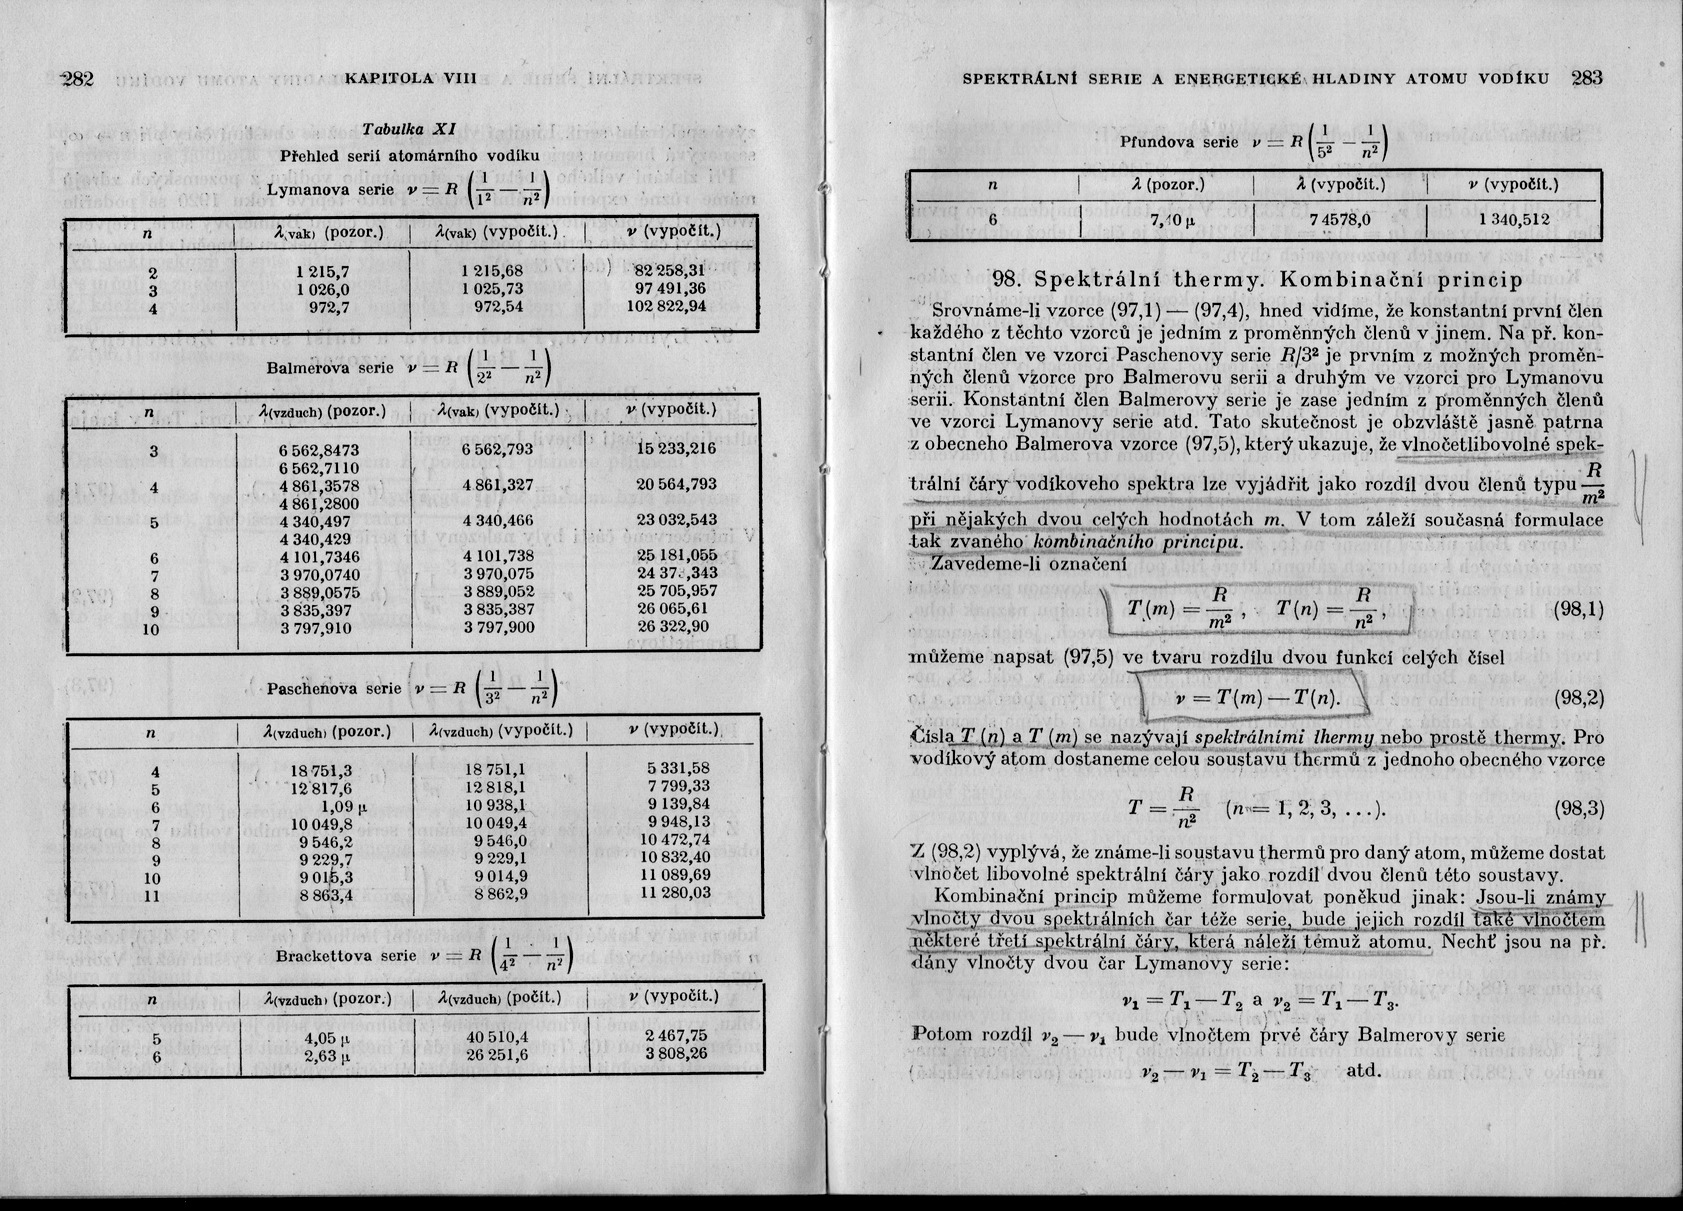 282 KAPITOLA VIII
Tabulka XI
Přehled serií atomárního vodíku
Lymanova serie ν = R (1/1² — 1/n²)
n | λ(vak) (pozor.) | λ(vak) (vypočít.) | ν (vypočít.)
2 1 215,7 1 215,68 82 258,31
3 1 026,0 1 025,73 97 491,36
4 972,7 972,54 102 822,94
Balmerova serie ν = R (1/2² — 1/n²)
n | λ(vzduch) (pozor.) | λ(vak) (vypočít.) | ν (vypočít.)
3 6 562,8473 6 562,793 15 233,216
6 562,7110
4 4 861,3578 4 861,327 20 564,793
4 861,2800
5 4 340,497 4 340,466 23 032,543
4 340,429
6 4 101,7346 4 101,738 25 181,055
7 3 970,0740 3 970,075
8 3 889,0575 3 889,052 25 705,957
9 3 835,397 3 835,387 26 065,61
10 3 797,910 3 797,900 26 322,90
Paschenova serie ν = R (1/3² — 1/n²)
n | λ(vzduch) (pozor.) | λ(vzduch) (vypočít.) | ν (vypočít.)
4 18 751,3 18 751,1 5 331,58
5 12 817,6 12 818,1 7 799,33
6 1,09 μ 10 938,1 9 139,84
7 10 049,8 10 049,4 9 948,13
8 9 546,2 9 546,0 10 472,74
9 9 229,7 9 229,1 10 832,40
10 9 015,3 9 014,9 11 089,69
11 8 863,4 8 862,9 11 280,03
Brackettova serie ν = R (1/4² — 1/n²)
n | λ(vzduch) (pozor.) | λ(vzduch) (počít.) | ν (vypočít.)
5 4,05 μ 40 510,4 2 467,75
6 2,63 μ 26 251,6 3 808,26
SPEKTRÁLNÍ SERIE A ENERGETICKÉ HLADINY ATOMU VODÍKU 283
Pfundova serie ν = R (1/5² — 1/n²)
n | λ (pozor.) | λ (vypočít.) | ν (vypočít.)
6 7,40 μ 7 4578,0 1 340,512
98. Spektrální thermy. Kombinační princip
Srovnáme-li vzorce (97,1) — (97,4), hned vidíme, že konstantní první člen
každého z těchto vzorců je jedním z proměnných členů v jinem. Na př. kon-
stantní člen ve vzorci Paschenovy serie R/3² je prvním z možných proměn-
ných členů vzorce pro Balmerovu serii a druhým ve vzorci pro Lymanovu
serii. Konstantní člen Balmerovy serie je zase jedním z proměnných členů
ve vzorci Lymanovy serie atd. Tato skutečnost je obzvláště jasně patrna
z obecneho Balmerova vzorce (97,5), který ukazuje, že vlnočetlibovolné spek-
trální čáry vodíkoveho spektra lze vyjádřit jako rozdíl dvou členů typu R/m²
při nějakých dvou celých hodnotách m. V tom záleží současná formulace
tak zvaného kombinačního principu.
Zavedeme-li označení
T(m) = R/m² , T(n) = R/n² , (98,1)
můžeme napsat (97,5) ve tvaru rozdílu dvou funkcí celých čísel
ν = T(m) — T(n). (98,2)
Čísla T (n) a T (m) se nazývají spektrálními thermy nebo prostě thermy. Pro
vodíkový atom dostaneme celou soustavu thermů z jednoho obecného vzorce
T = R/n² (n = 1, 2, 3, ...). (98,3)
Z (98,2) vyplývá, že známe-li soustavu thermů pro daný atom, můžeme dostat
vlnočet libovolné spektrální čáry jako rozdíl dvou členů této soustavy.
Kombinační princip můžeme formulovat poněkud jinak: Jsou-li známy
vlnočty dvou spektrálních čar téže serie, bude jejich rozdíl také vlnočtem
některé třetí spektrální čáry, která náleží témuž atomu. Nechť jsou na př.
dány vlnočty dvou čar Lymanovy serie:
ν₁ = T₁ — T₂ a ν₂ = T₁ — T₃.
Potom rozdíl ν₂ — ν₁ bude vlnočtem prvé čáry Balmerovy serie
ν₂ — ν₁ = T₂ — T₃ atd.